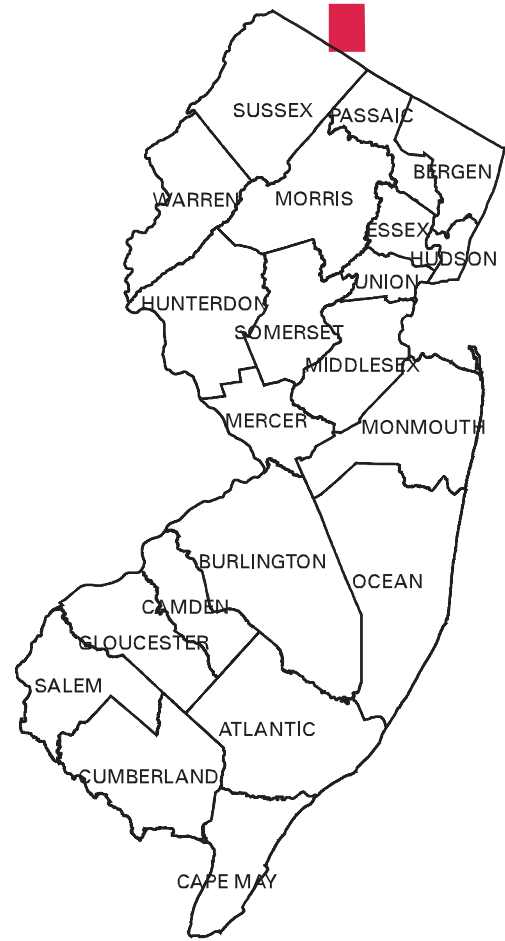 SUSSEX
PASSAIC
BERGEN
WARREN
MORRIS
ESSEX
HUDSON
UNION
HUNTERDON
SOMERSET
MIDDLESEX
MERCER
MONMOUTH
BURLINGTON
OCEAN
CAMDEN
GLOUCESTER
SALEM
ATLANTIC
CUMBERLAND
CAPE MAY